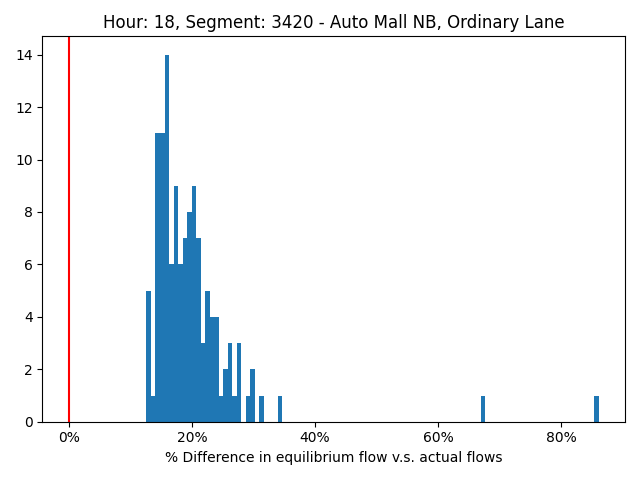 Hour: 18, Segment: 3420 - Auto Mall NB, Ordinary Lane
14
12
10
8
6
4
2
0
0% 20% 40% 60% 80%
% Difference in equilibrium flow v.s. actual flows